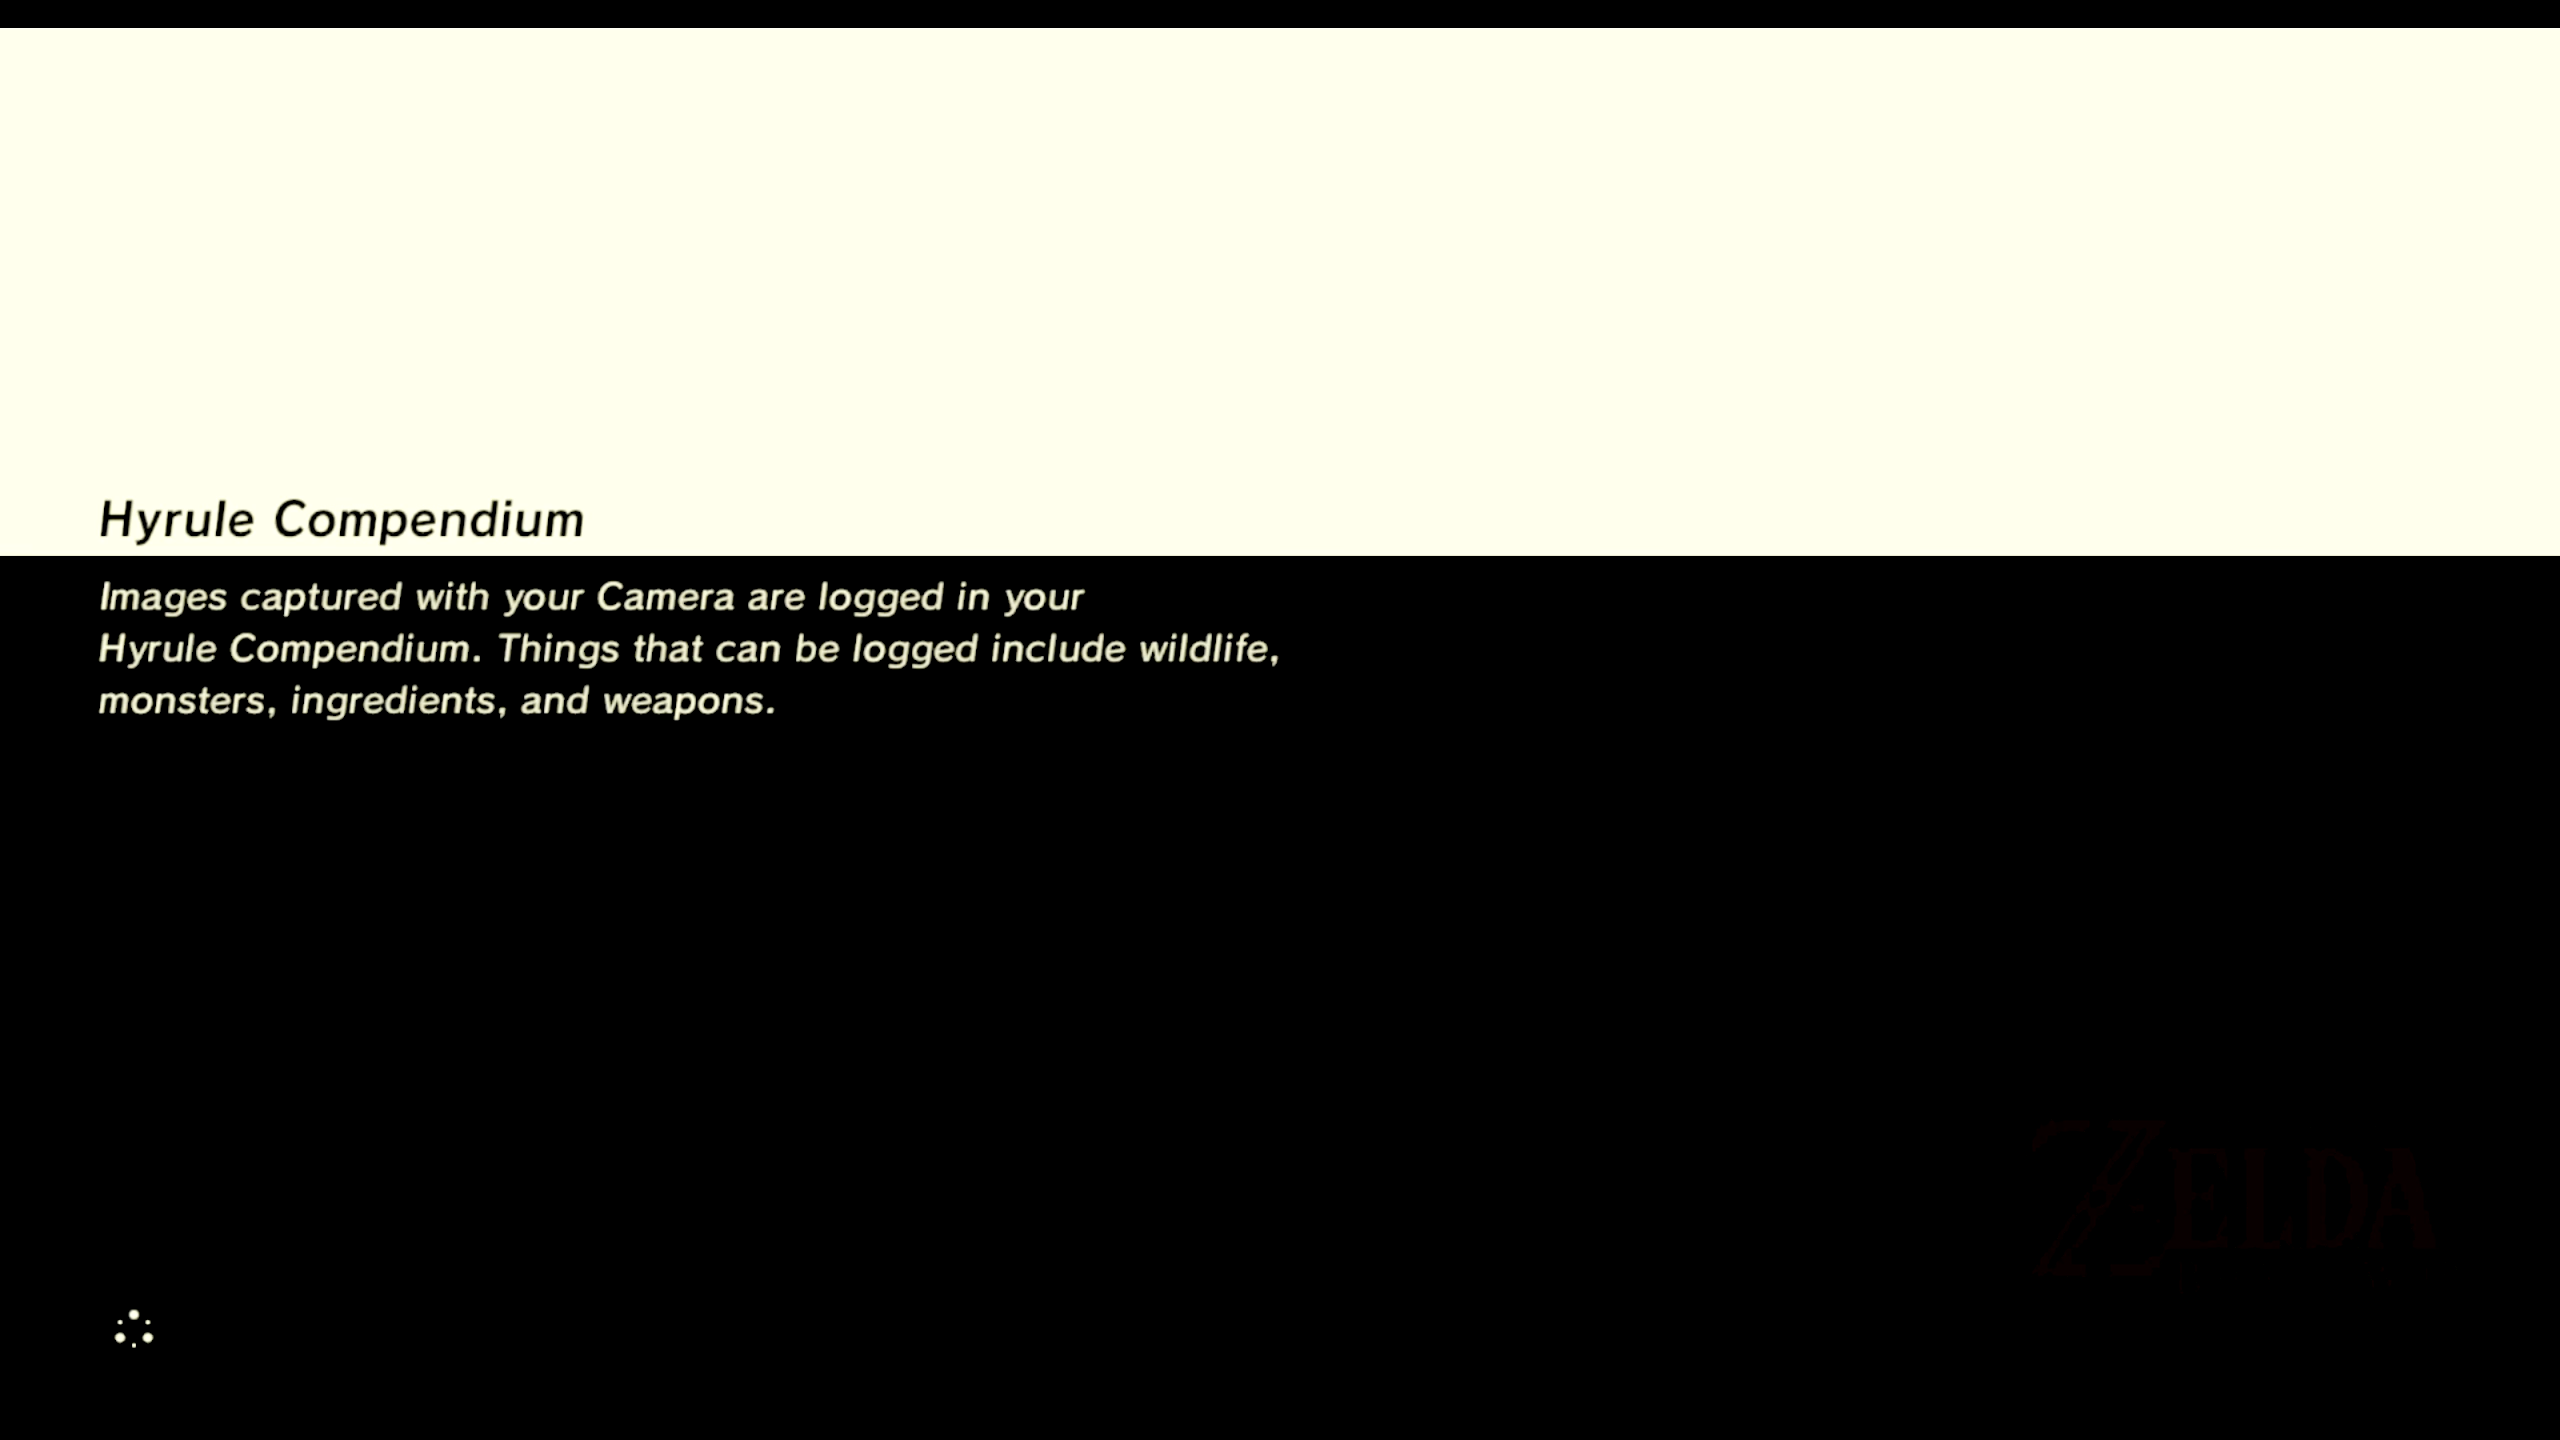 Hyrule Compendium
Images captured with your Camera are logged in your
Hyrule Compendium. Things that can be logged include wildlife,
monsters, ingredients, and weapons.
ZELDA